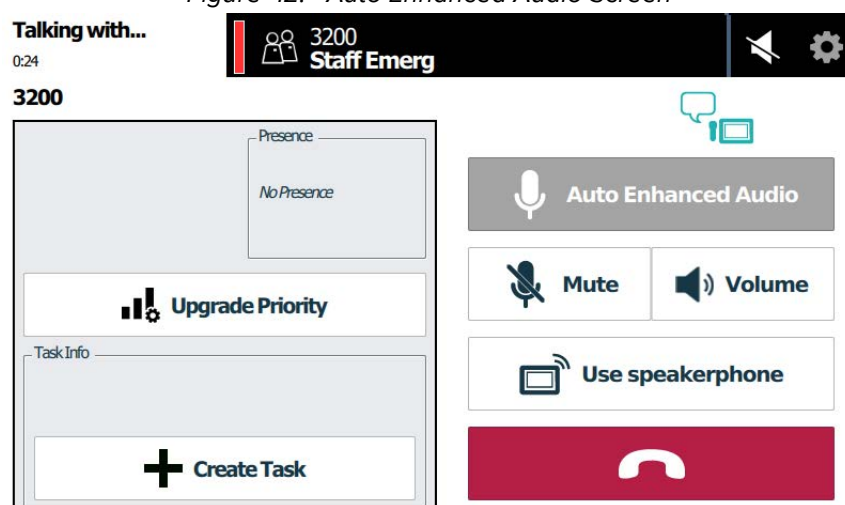 Figure 42. Auto Enhanced Audio Screen
Talking with...
0:24
3200
Staff Emerg
3200
Presence
No Presence
Upgrade Priority
Task Info
Create Task
Auto Enhanced Audio
Mute
Volume
Use speakerphone